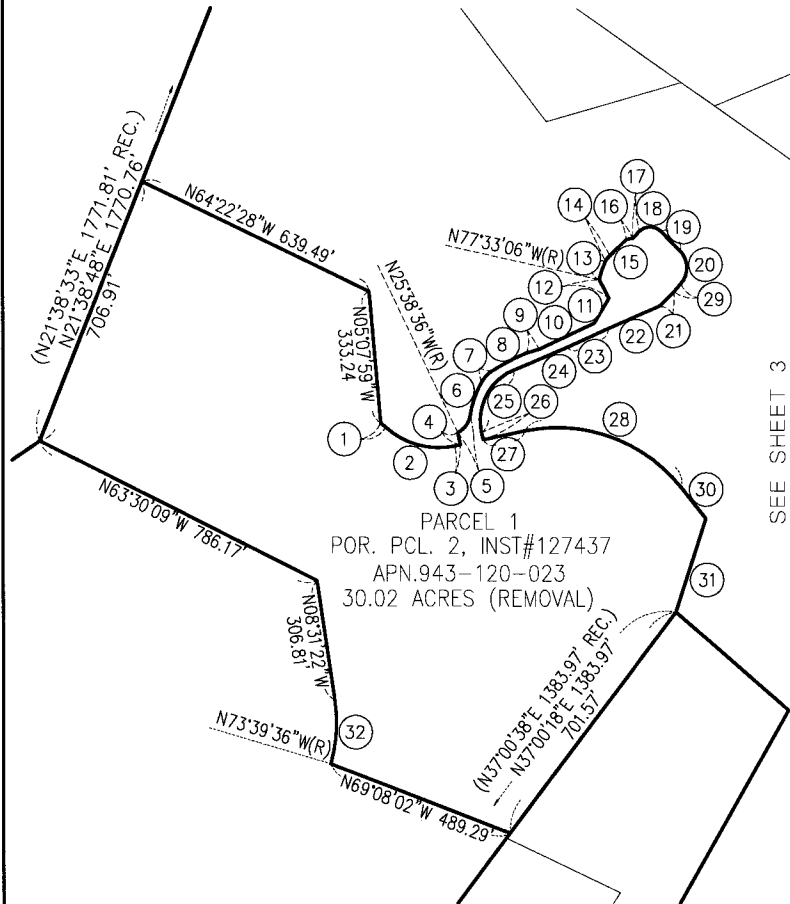 17
14
16
18
19
N77°33'06"W(R)
13
15
20
12
29
11
9
10
21
22
8
23
7
24
6
25
26
4
28
1
2
27
3
5
30
31
32
(N21°38'33"E 1771.81' REC.)
N21°38'48"E 1770.76'
706.91'
N64°22'28"W 639.49'
N25°38'36"W(R)
N05°07'59"W
333.24
SEE SHEET 3
N63°30'09"W 786.17'
PARCEL 1
POR. PCL. 2, INST#127437
APN.943-120-023
30.02 ACRES (REMOVAL)
N08°31'22"W
306.81'
N73°39'36"W(R)
(N37°00'38"E 1383.97' REC.)
N37°00'18"E 1383.97'
701.57'
N69°08'02"W 489.29'